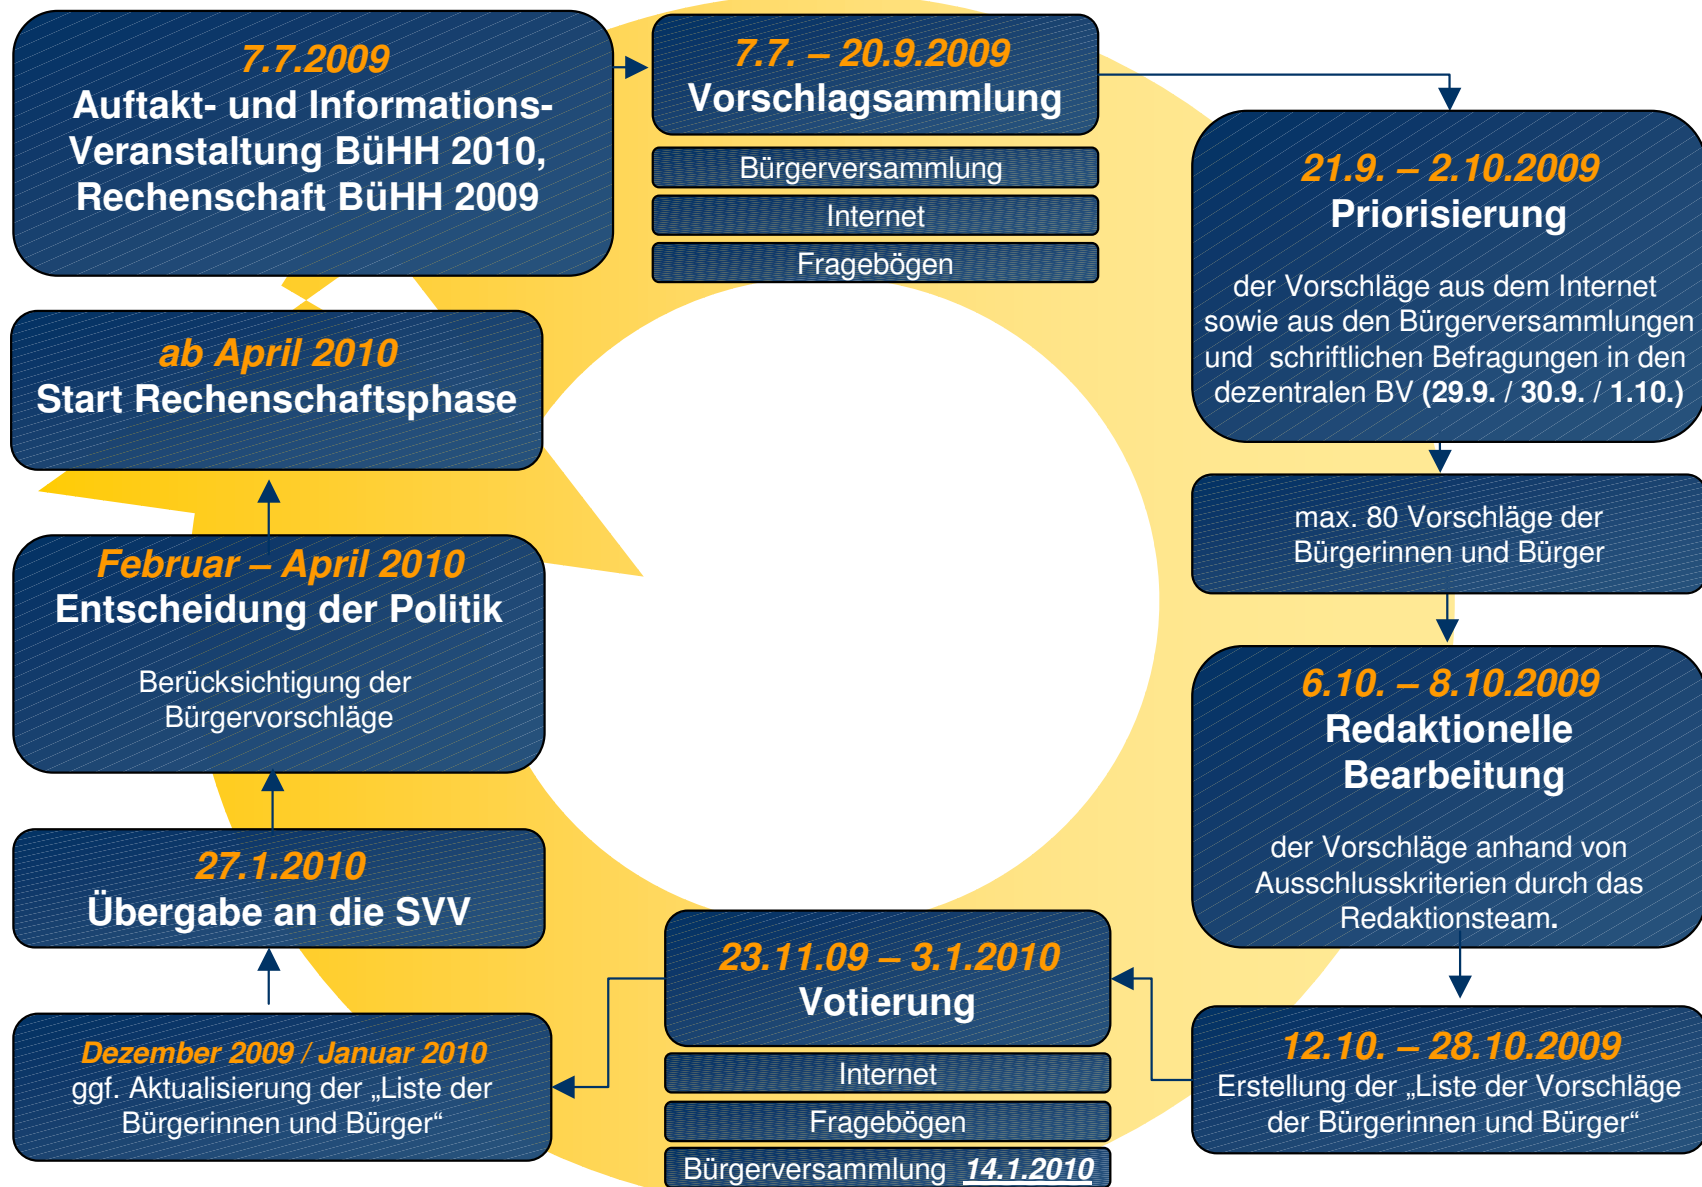 7.7.2009
Auftakt- und Informations-
Veranstaltung BüHH 2010,
Rechenschaft BüHH 2009
7.7. – 20.9.2009
Vorschlagsammlung
Bürgerversammlung
Internet
Fragebögen
21.9. – 2.10.2009
Priorisierung
der Vorschläge aus dem Internet
sowie aus den Bürgerversammlungen
und schriftlichen Befragungen in den
dezentralen BV (29.9. / 30.9. / 1.10.)
max. 80 Vorschläge der
Bürgerinnen und Bürger
6.10. – 8.10.2009
Redaktionelle
Bearbeitung
der Vorschläge anhand von
Ausschlusskriterien durch das
Redaktionsteam.
12.10. – 28.10.2009
Erstellung der „Liste der Vorschläge
der Bürgerinnen und Bürger“
23.11.09 – 3.1.2010
Votierung
Internet
Fragebögen
Bürgerversammlung 14.1.2010
Dezember 2009 / Januar 2010
ggf. Aktualisierung der „Liste der
Bürgerinnen und Bürger“
27.1.2010
Übergabe an die SVV
Februar – April 2010
Entscheidung der Politik
Berücksichtigung der
Bürgervorschläge
ab April 2010
Start Rechenschaftsphase